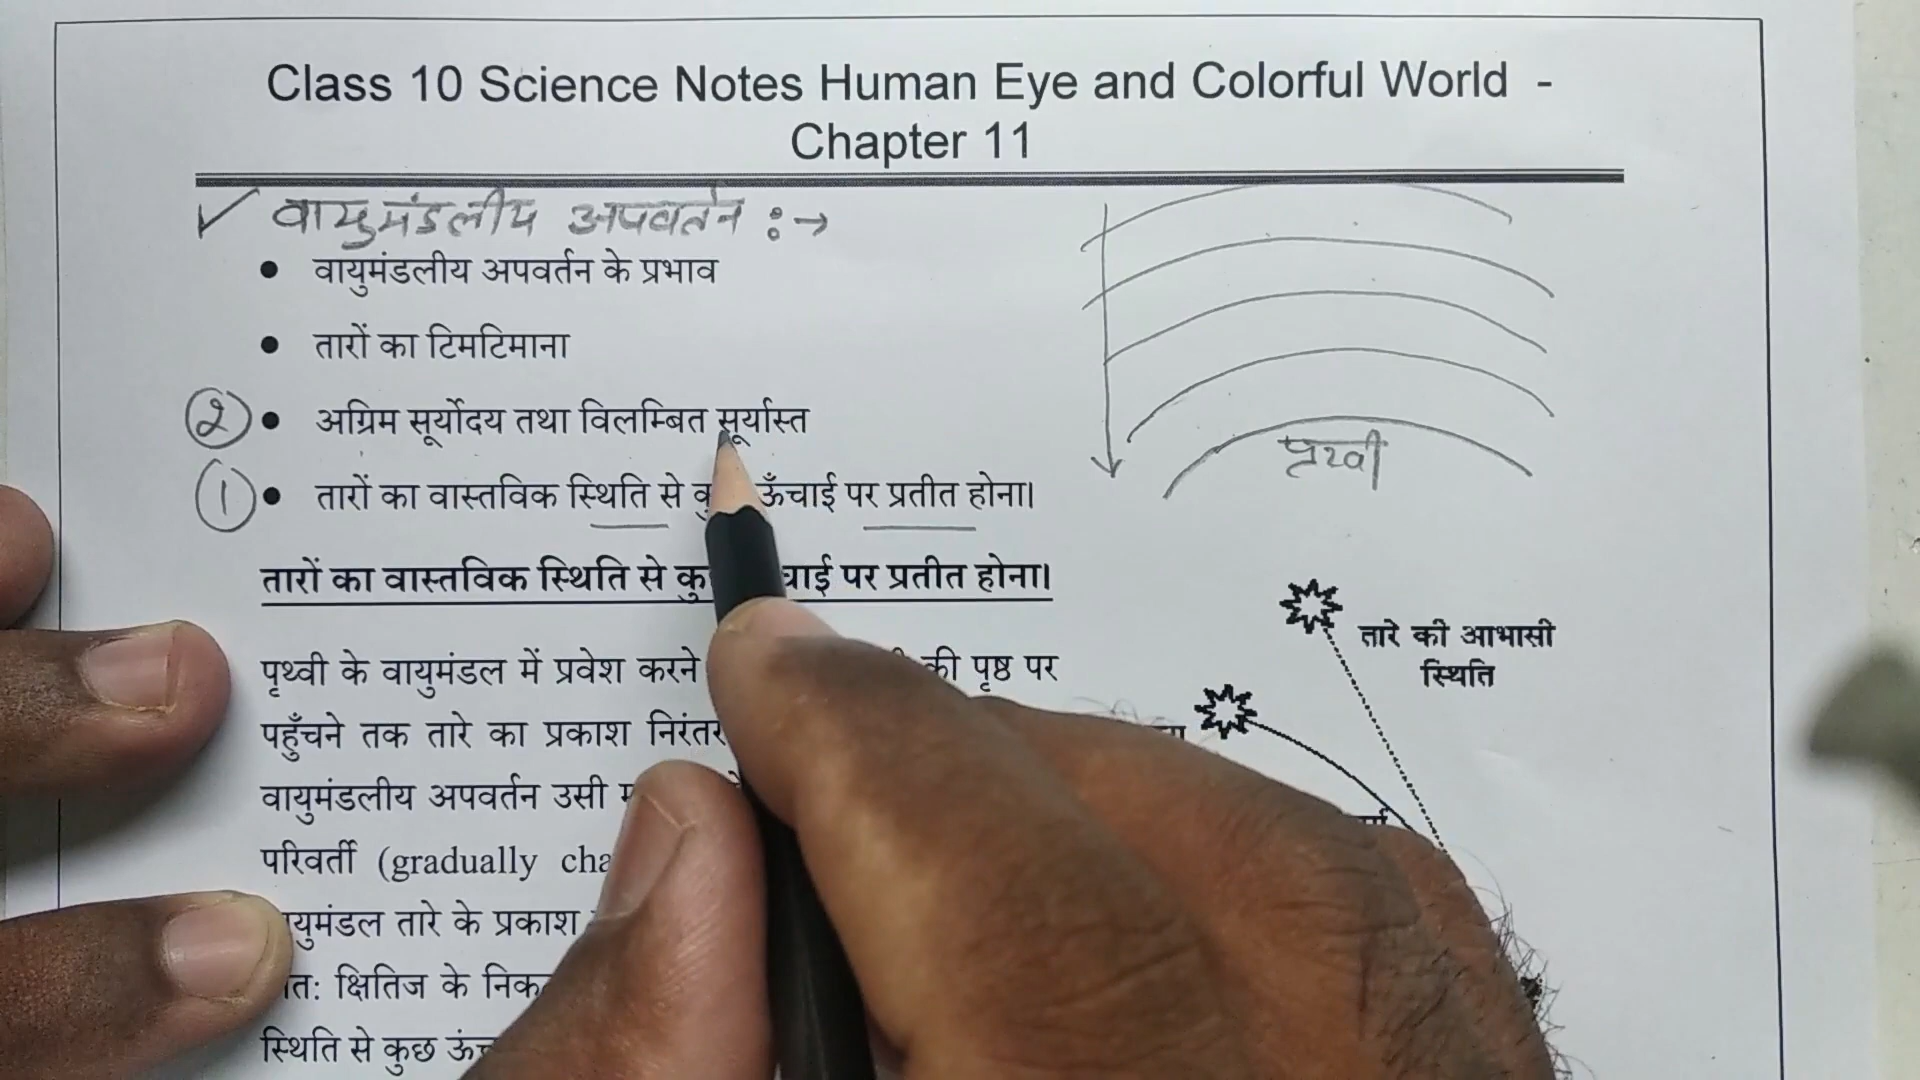 Class 10 Science Notes Human Eye and Colorful World -
Chapter 11
✓ वायुमंडलीय अपवर्तन :→
• वायुमंडलीय अपवर्तन के प्रभाव
• तारों का टिमटिमाना
② • अग्रिम सूर्योदय तथा विलम्बित सूर्यास्त
① • तारों का वास्तविक स्थिति से ऊँचाई पर प्रतीत होना।
पृथ्वी
तारों का वास्तविक स्थिति से पर प्रतीत होना।
तारे की आभासी
स्थिति
पृथ्वी के वायुमंडल में प्रवेश करने की पृष्ठ पर
पहुँचने तक तारे का प्रकाश निरंतर
वायुमंडलीय अपवर्तन उसी
परिवर्ती (gradually
तारे के प्रकाश
क्षितिज के
स्थिति से कुछ